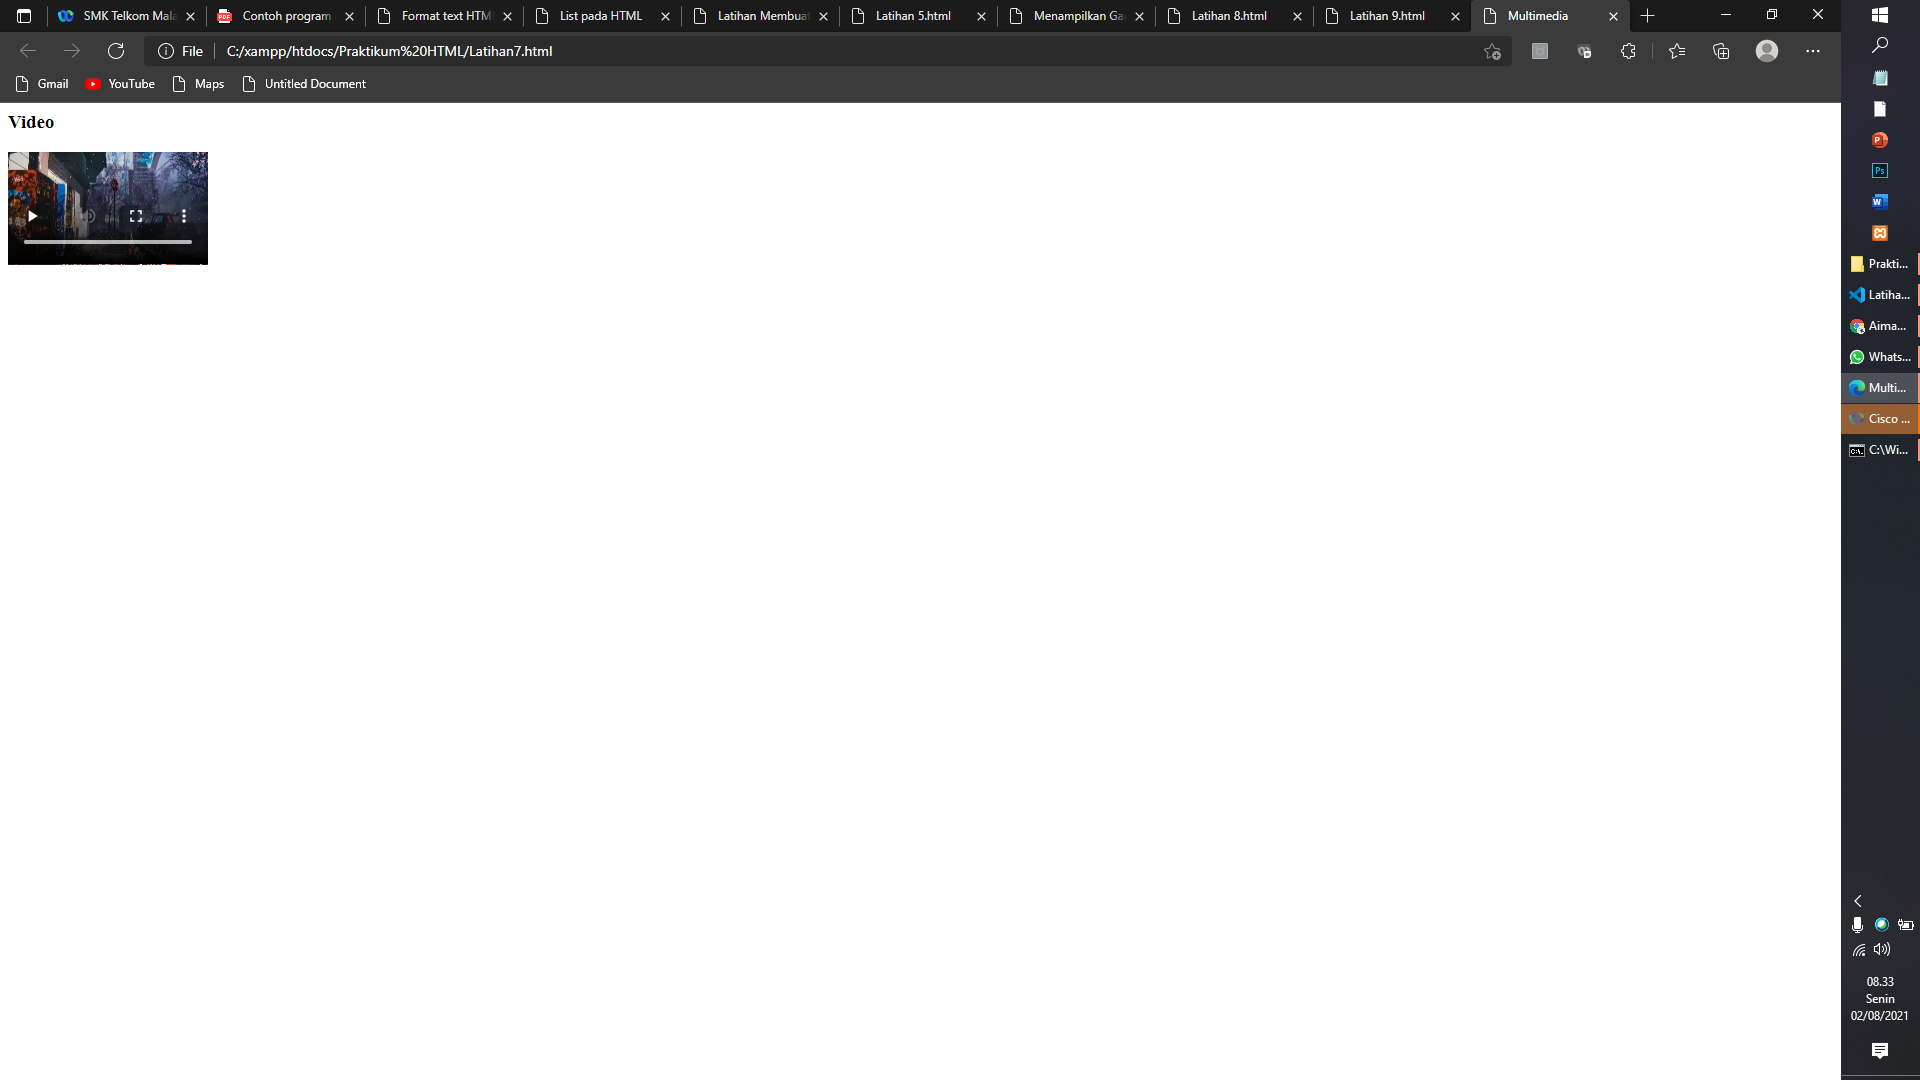 SMK Telkom Mala
Contoh program
Format text HTM
List pada HTML
Latihan Membua
Latihan 5.html
Menampilkan Ga
Latihan 8.html
Latihan 9.html
Multimedia
File
C:/xampp/htdocs/Praktikum%20HTML/Latihan7.html
Gmail
YouTube
Maps
Untitled Document
Video
Prakti...
Latiha...
Aima...
Whats...
Multi...
Cisco ...
C:\Wi...
08.33
Senin
02/08/2021